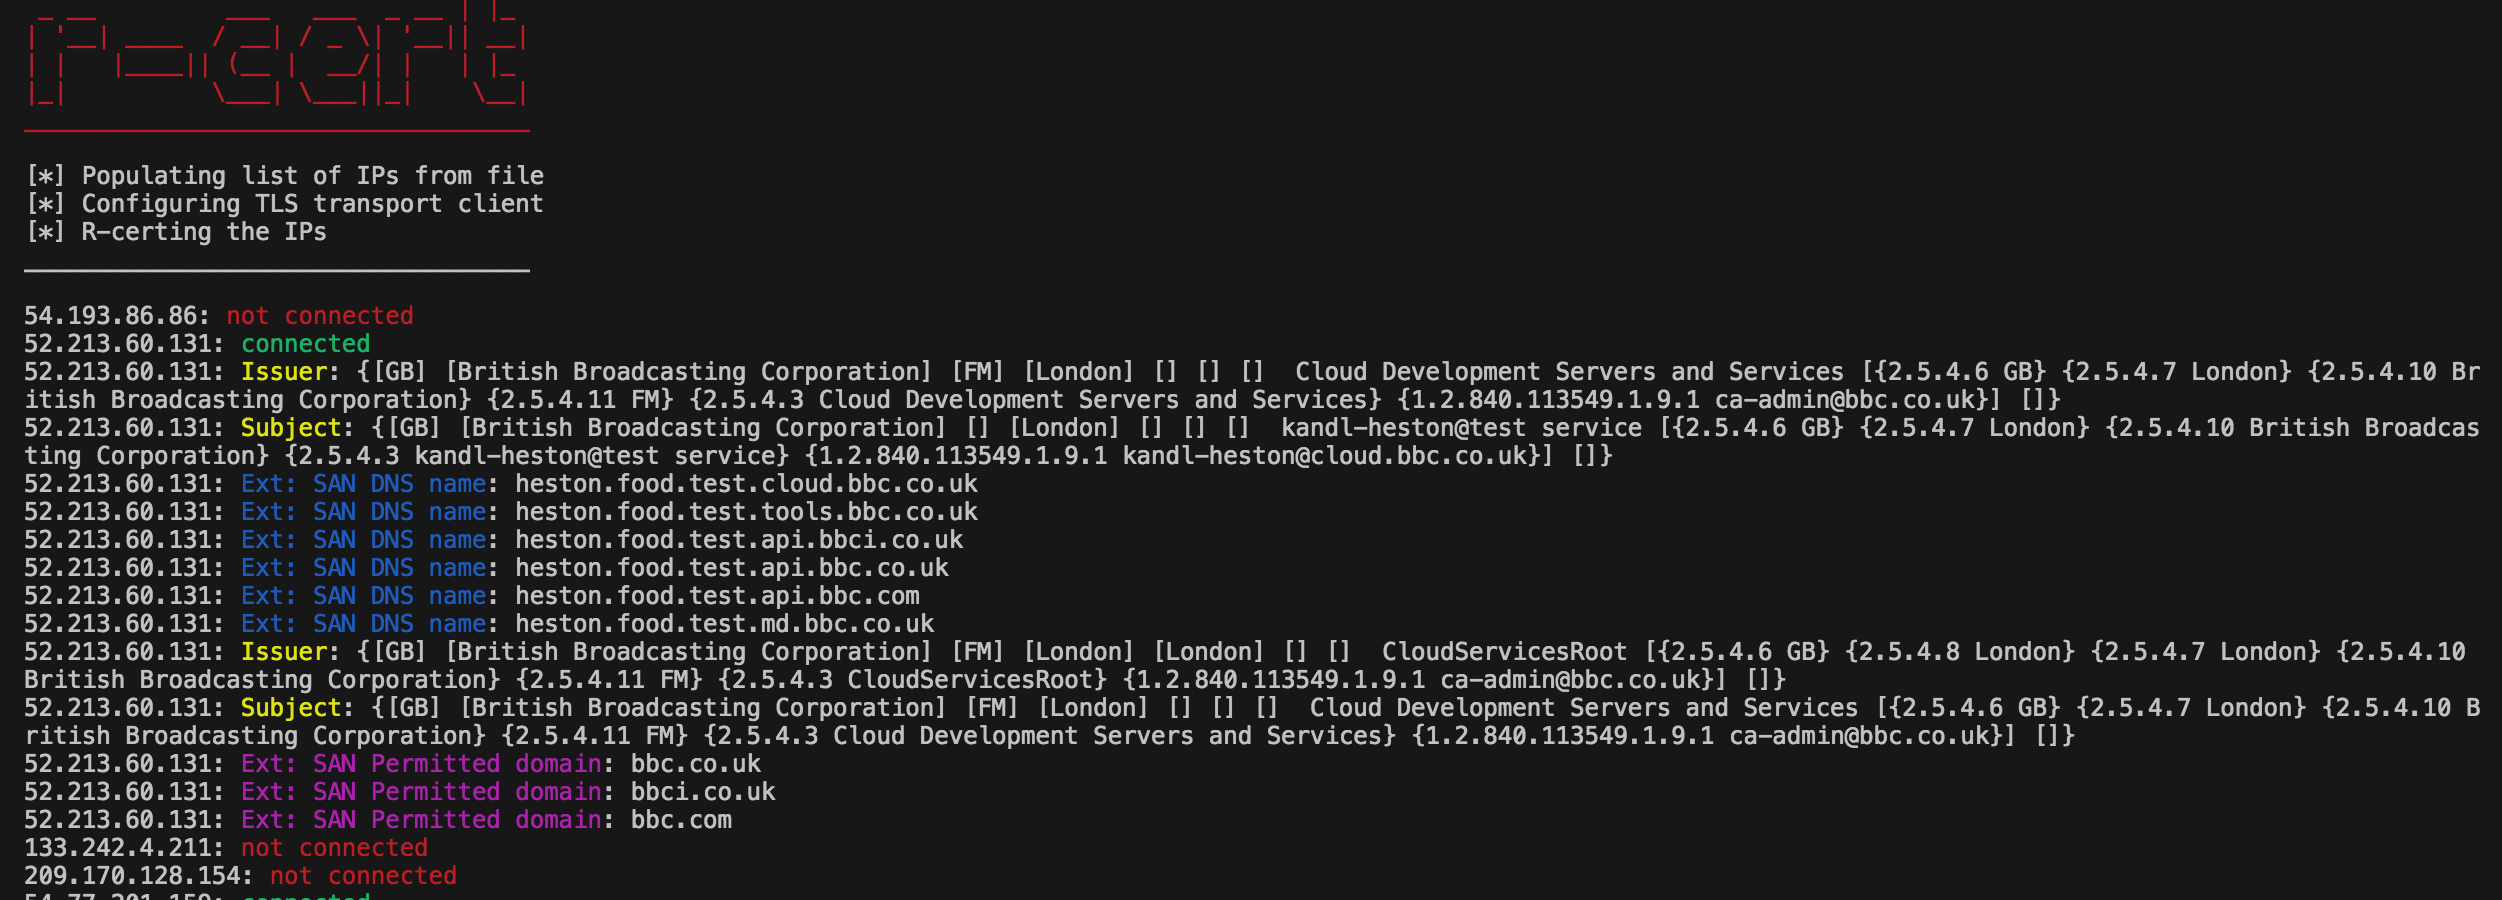 r-cert
[*] Populating list of IPs from file
[*] Configuring TLS transport client
[*] R-certing the IPs
54.193.86.86: not connected
52.213.60.131: connected
52.213.60.131: Issuer: {[GB] [British Broadcasting Corporation] [FM] [London] [] [] []  Cloud Development Servers and Services [{2.5.4.6 GB} {2.5.4.7 London} {2.5.4.10 Br
itish Broadcasting Corporation} {2.5.4.11 FM} {2.5.4.3 Cloud Development Servers and Services} {1.2.840.113549.1.9.1 ca-admin@bbc.co.uk}] []}
52.213.60.131: Subject: {[GB] [British Broadcasting Corporation] [] [London] [] [] []  kandl-heston@test service [{2.5.4.6 GB} {2.5.4.7 London} {2.5.4.10 British Broadcas
ting Corporation} {2.5.4.3 kandl-heston@test service} {1.2.840.113549.1.9.1 kandl-heston@cloud.bbc.co.uk}] []}
52.213.60.131: Ext: SAN DNS name: heston.food.test.cloud.bbc.co.uk
52.213.60.131: Ext: SAN DNS name: heston.food.test.tools.bbc.co.uk
52.213.60.131: Ext: SAN DNS name: heston.food.test.api.bbci.co.uk
52.213.60.131: Ext: SAN DNS name: heston.food.test.api.bbc.co.uk
52.213.60.131: Ext: SAN DNS name: heston.food.test.api.bbc.com
52.213.60.131: Ext: SAN DNS name: heston.food.test.md.bbc.co.uk
52.213.60.131: Issuer: {[GB] [British Broadcasting Corporation] [FM] [London] [London] [] []  CloudServicesRoot [{2.5.4.6 GB} {2.5.4.8 London} {2.5.4.7 London} {2.5.4.10
British Broadcasting Corporation} {2.5.4.11 FM} {2.5.4.3 CloudServicesRoot} {1.2.840.113549.1.9.1 ca-admin@bbc.co.uk}] []}
52.213.60.131: Subject: {[GB] [British Broadcasting Corporation] [FM] [London] [] [] []  Cloud Development Servers and Services [{2.5.4.6 GB} {2.5.4.7 London} {2.5.4.10 B
ritish Broadcasting Corporation} {2.5.4.11 FM} {2.5.4.3 Cloud Development Servers and Services} {1.2.840.113549.1.9.1 ca-admin@bbc.co.uk}] []}
52.213.60.131: Ext: SAN Permitted domain: bbc.co.uk
52.213.60.131: Ext: SAN Permitted domain: bbci.co.uk
52.213.60.131: Ext: SAN Permitted domain: bbc.com
133.242.4.211: not connected
209.170.128.154: not connected
connected